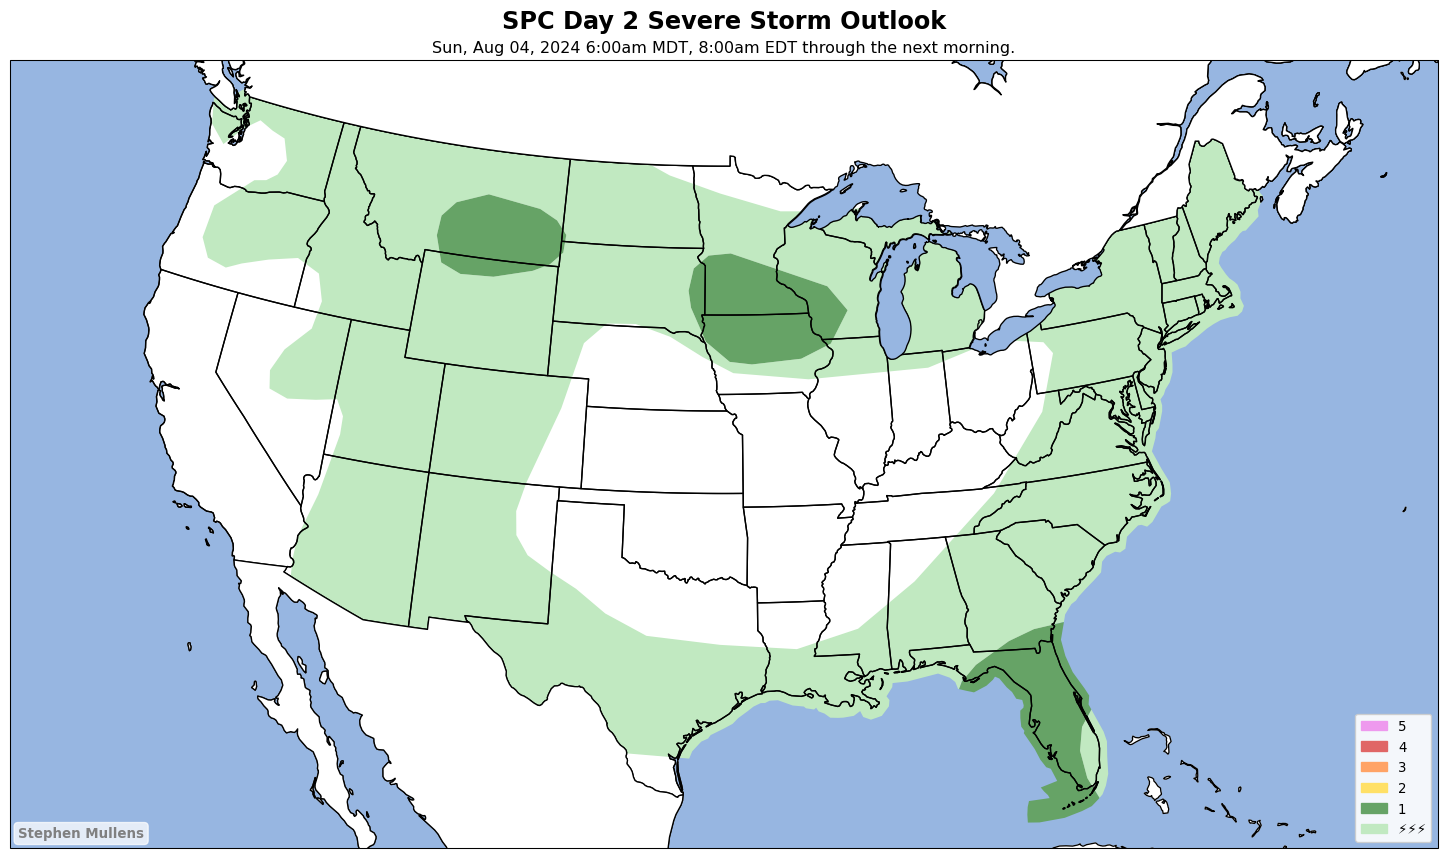 SPC Day 2 Severe Storm Outlook
Sun, Aug 04, 2024 6:00am MDT, 8:00am EDT through the next morning.
5
4
3
2
1
⚡⚡⚡
Stephen Mullens